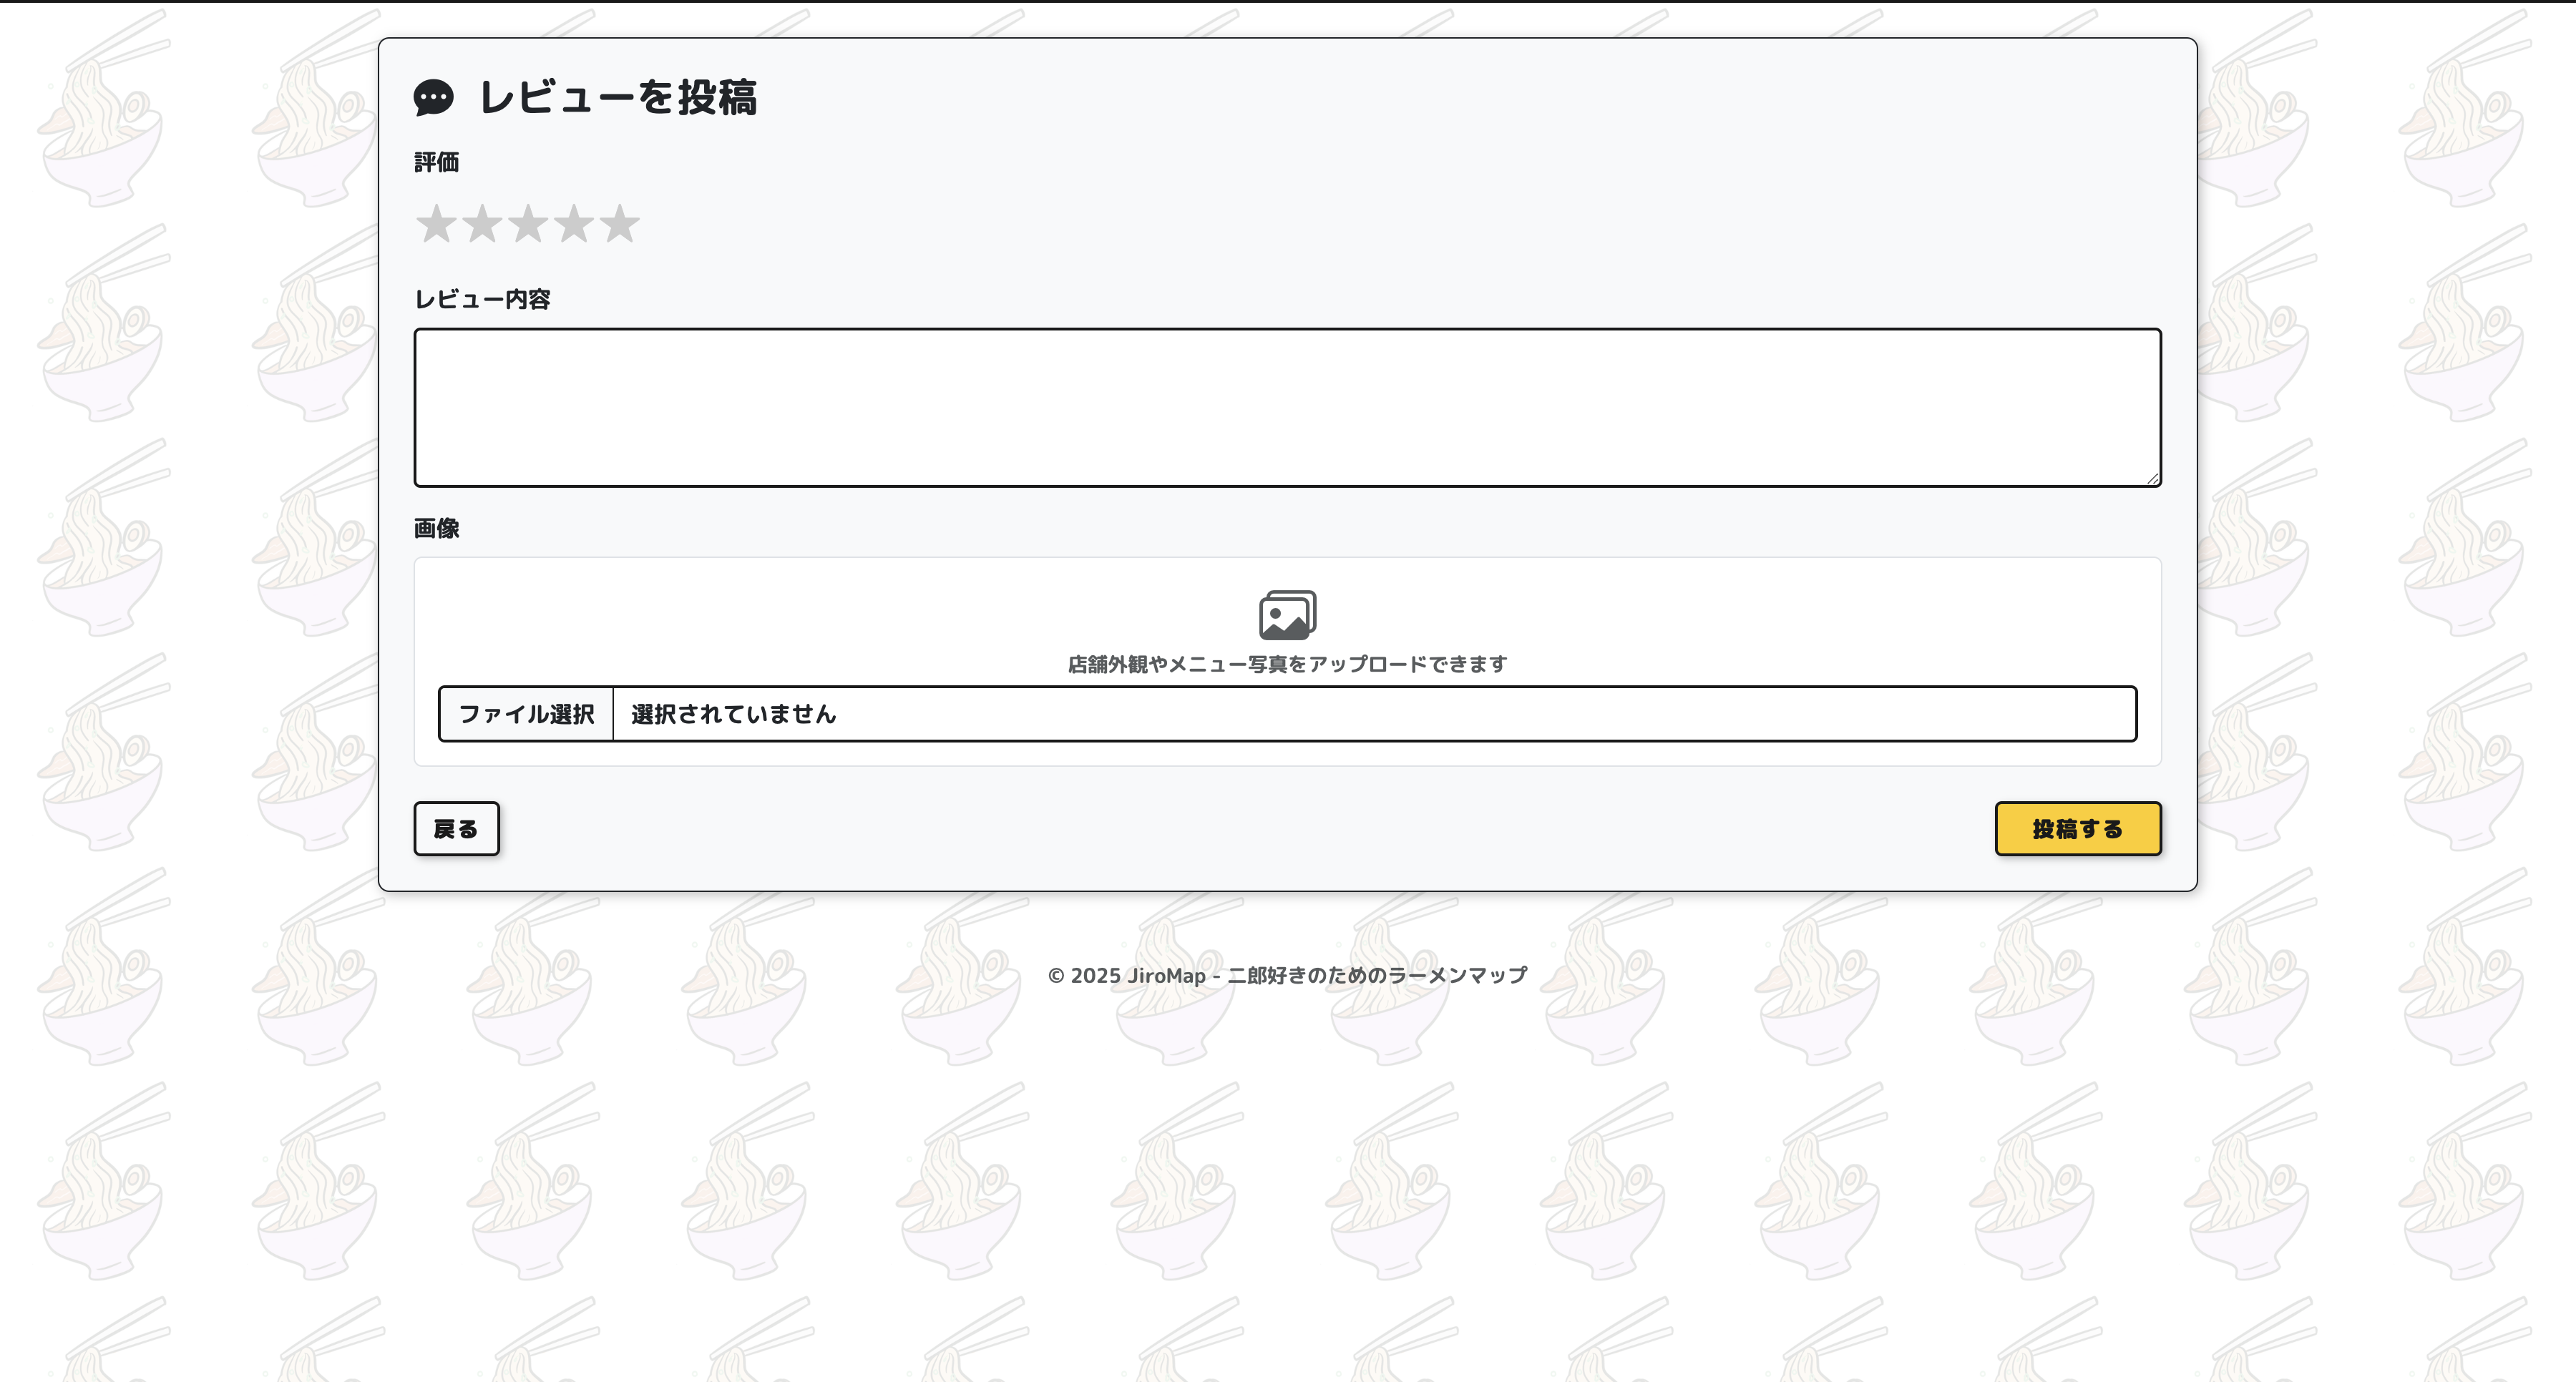 レビューを投稿
評価
レビュー内容
画像
店舗外観やメニュー写真をアップロードできます
ファイル選択 選択されていません
戻る
投稿する
© 2025 JiroMap - 二郎好きのためのラーメンマップ